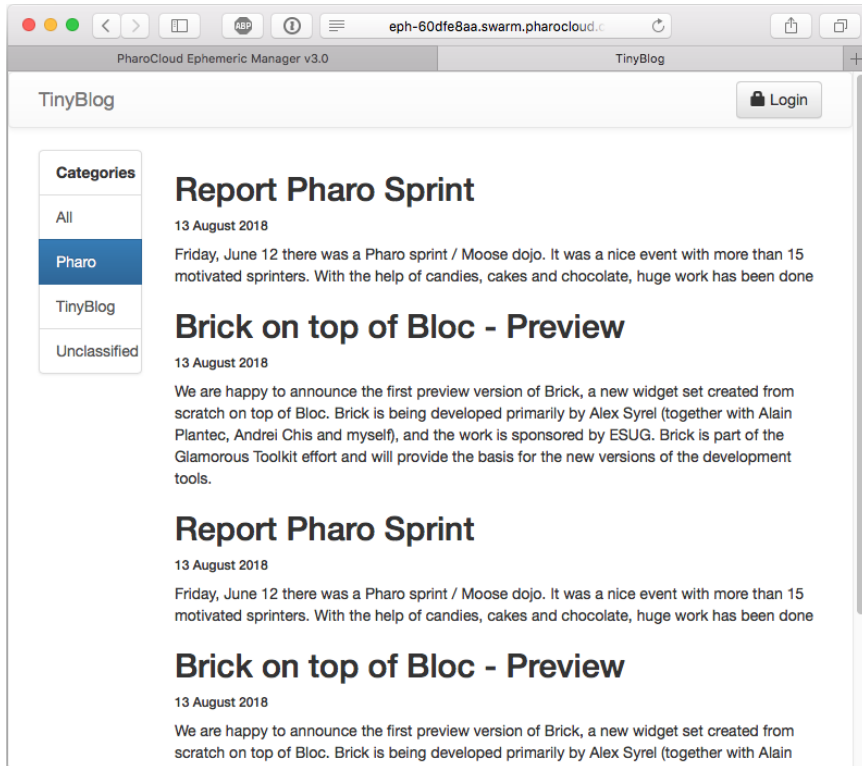 ABP
eph-60dfe8aa.swarm.pharocloud.
PharoCloud Ephemeric Manager v3.0
TinyBlog
TinyBlog
Login
Categories
All
Pharo
TinyBlog
Unclassified
Report Pharo Sprint
13 August 2018
Friday, June 12 there was a Pharo sprint / Moose dojo. It was a nice event with more than 15
motivated sprinters. With the help of candies, cakes and chocolate, huge work has been done
Brick on top of Bloc - Preview
13 August 2018
We are happy to announce the first preview version of Brick, a new widget set created from
scratch on top of Bloc. Brick is being developed primarily by Alex Syrel (together with Alain
Plantec, Andrei Chis and myself), and the work is sponsored by ESUG. Brick is part of the
Glamorous Toolkit effort and will provide the basis for the new versions of the development
tools.
Report Pharo Sprint
13 August 2018
Friday, June 12 there was a Pharo sprint / Moose dojo. It was a nice event with more than 15
motivated sprinters. With the help of candies, cakes and chocolate, huge work has been done
Brick on top of Bloc - Preview
13 August 2018
We are happy to announce the first preview version of Brick, a new widget set created from
scratch on top of Bloc. Brick is being developed primarily by Alex Syrel (together with Alain